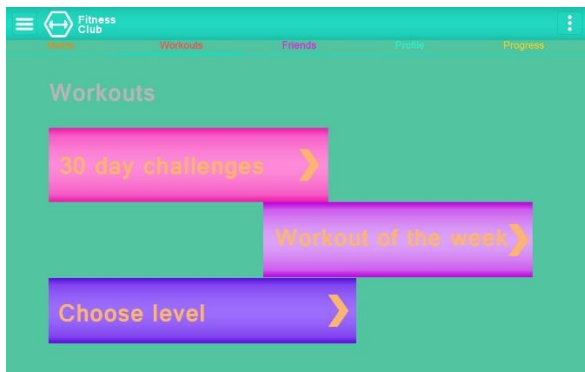 Fitness
Club
Home Workouts Friends Profile Progress
Workouts
30 day challenges
Workout of the week
Choose level